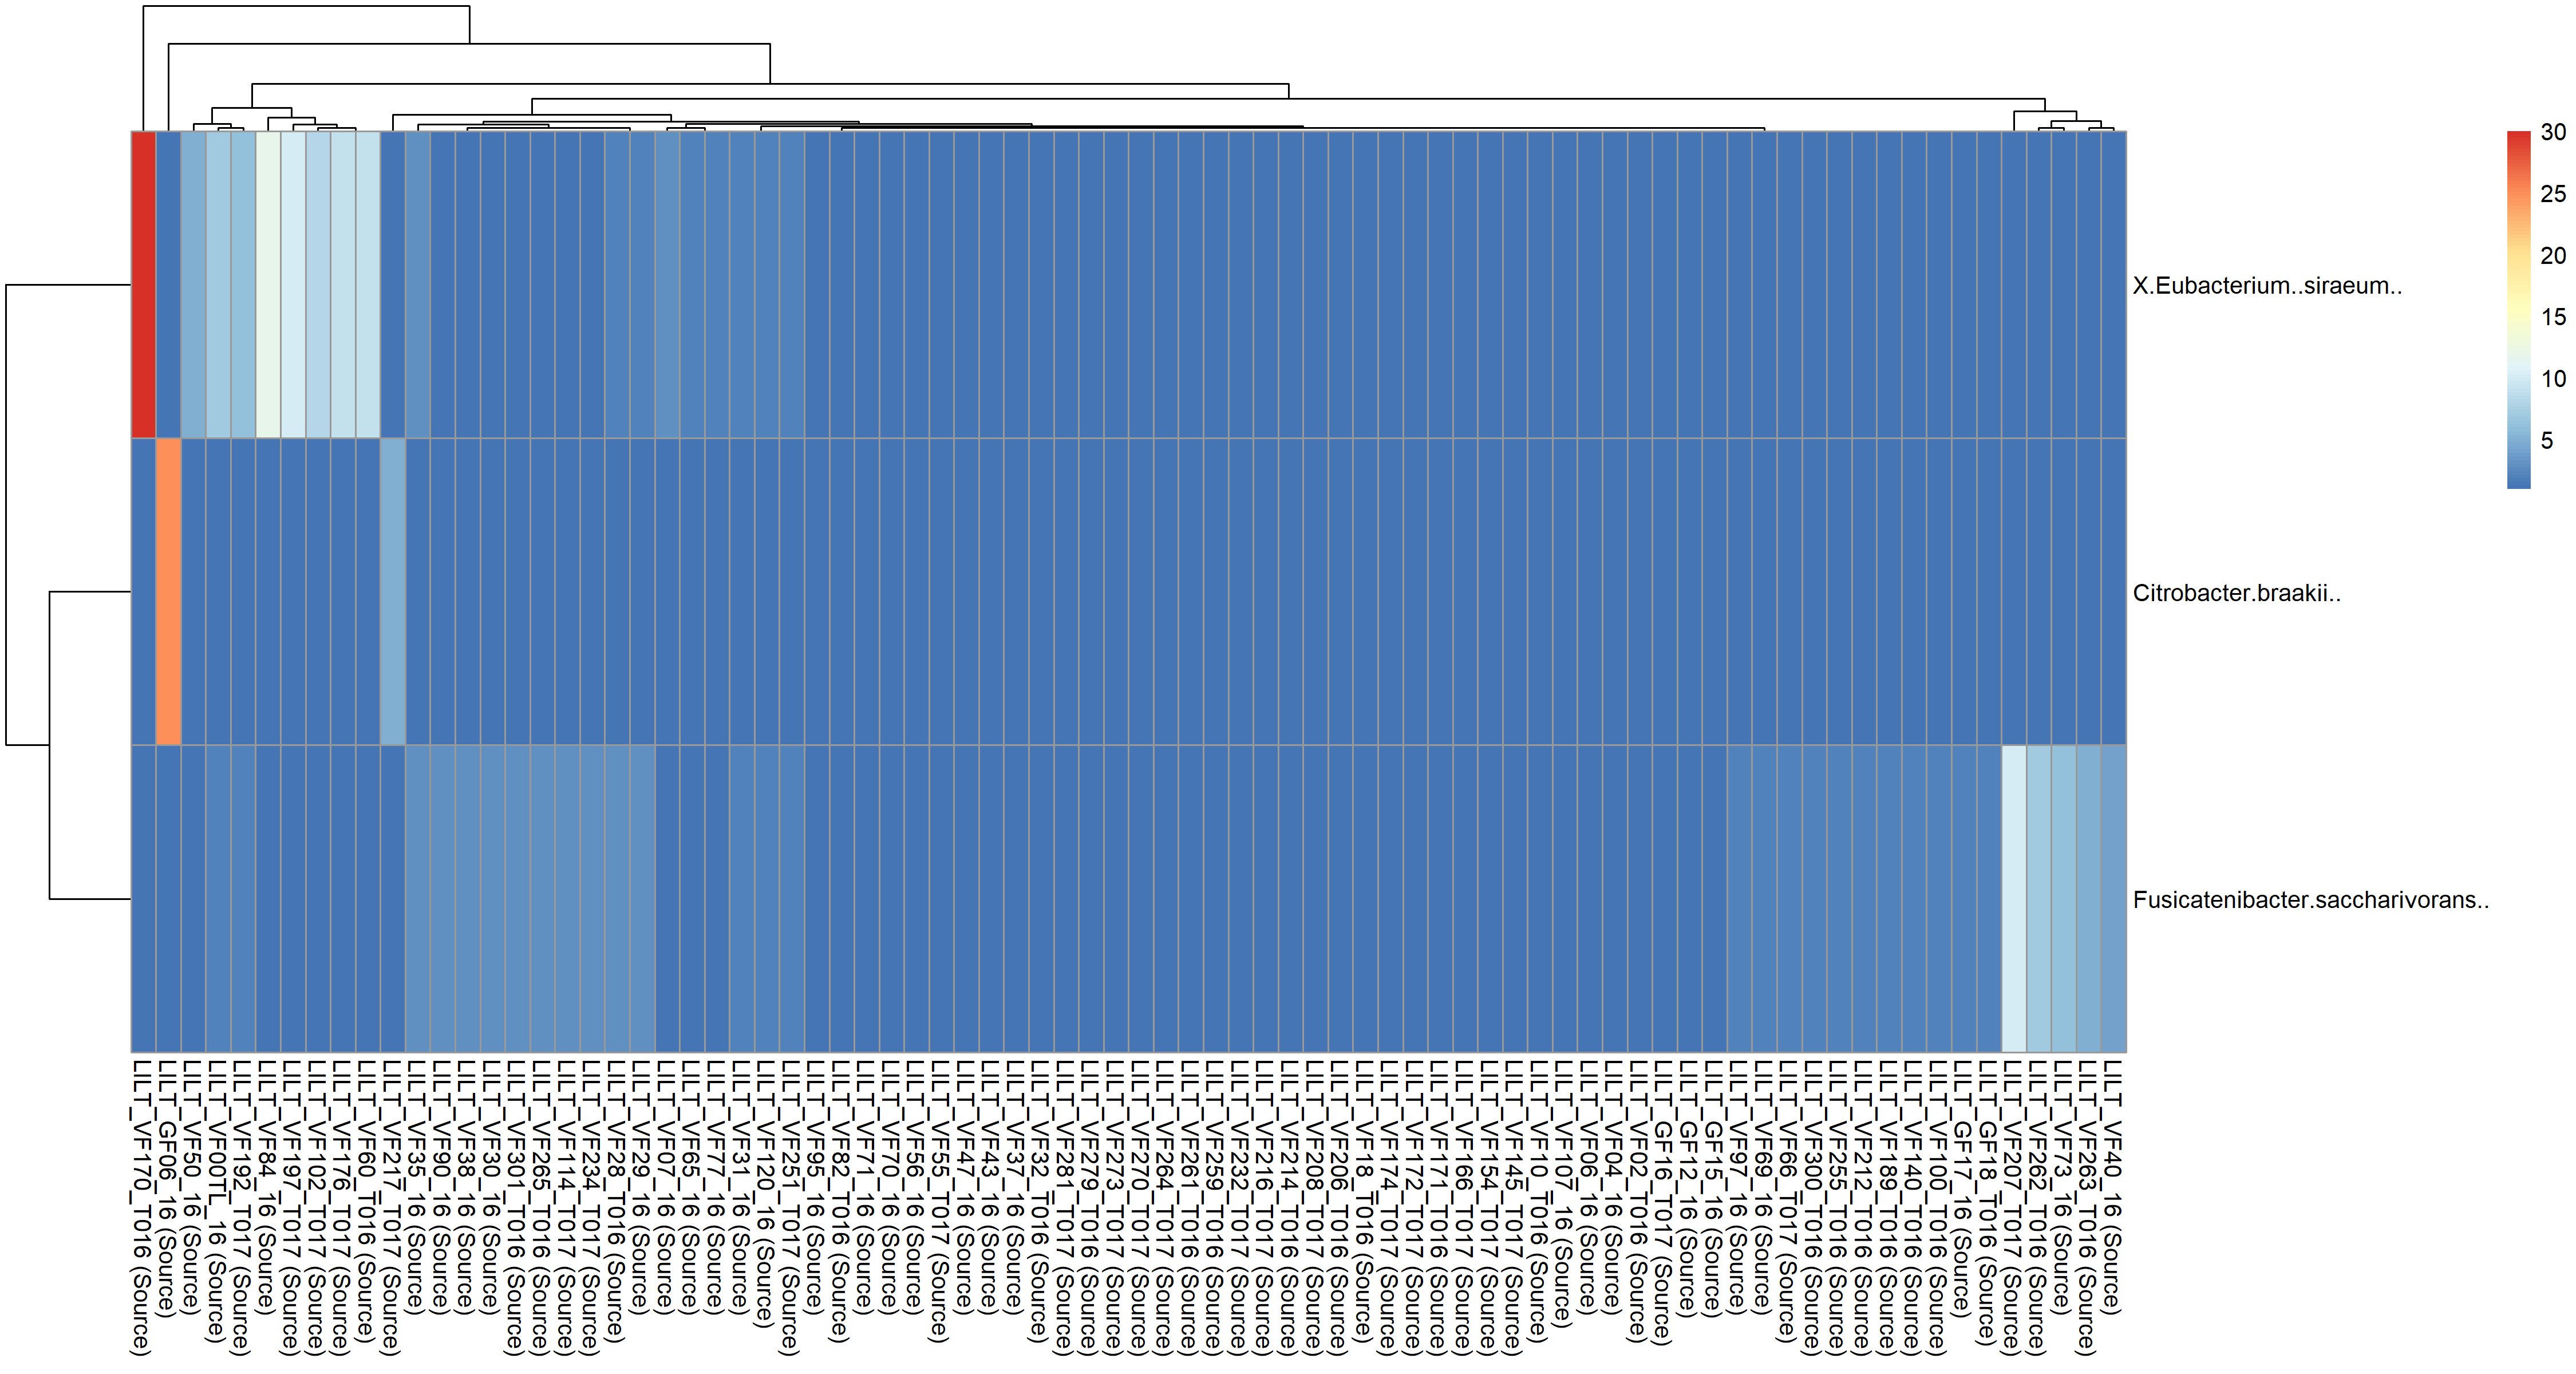 30
25
20
15
10
5
X.Eubacterium..siraeum..
Citrobacter.braakii..
Fusicatenibacter.saccharivorans..
LILT_VF170_T016 (Source)
LILT_GF06_16 (Source)
LILT_VF50_16 (Source)
LILT_VF00TL_16 (Source)
LILT_VF192_T017 (Source)
LILT_VF84_16 (Source)
LILT_VF197_T017 (Source)
LILT_VF102_T017 (Source)
LILT_VF176_T017 (Source)
LILT_VF60_T016 (Source)
LILT_VF217_T017 (Source)
LILT_VF35_16 (Source)
LILT_VF90_16 (Source)
LILT_VF38_16 (Source)
LILT_VF30_16 (Source)
LILT_VF301_T016 (Source)
LILT_VF265_T016 (Source)
LILT_VF114_T017 (Source)
LILT_VF234_T017 (Source)
LILT_VF28_T016 (Source)
LILT_VF29_16 (Source)
LILT_VF07_16 (Source)
LILT_VF65_16 (Source)
LILT_VF77_16 (Source)
LILT_VF31_16 (Source)
LILT_VF120_16 (Source)
LILT_VF251_T017 (Source)
LILT_VF95_16 (Source)
LILT_VF82_T016 (Source)
LILT_VF71_16 (Source)
LILT_VF70_16 (Source)
LILT_VF56_16 (Source)
LILT_VF55_T017 (Source)
LILT_VF47_16 (Source)
LILT_VF43_16 (Source)
LILT_VF37_16 (Source)
LILT_VF32_T016 (Source)
LILT_VF281_T017 (Source)
LILT_VF279_T016 (Source)
LILT_VF273_T017 (Source)
LILT_VF270_T017 (Source)
LILT_VF264_T017 (Source)
LILT_VF261_T016 (Source)
LILT_VF259_T016 (Source)
LILT_VF232_T017 (Source)
LILT_VF216_T017 (Source)
LILT_VF214_T016 (Source)
LILT_VF208_T017 (Source)
LILT_VF206_T016 (Source)
LILT_VF18_T016 (Source)
LILT_VF174_T017 (Source)
LILT_VF172_T017 (Source)
LILT_VF171_T016 (Source)
LILT_VF166_T017 (Source)
LILT_VF154_T017 (Source)
LILT_VF145_T017 (Source)
LILT_VF10_T016 (Source)
LILT_VF107_16 (Source)
LILT_VF06_16 (Source)
LILT_VF04_16 (Source)
LILT_VF02_T016 (Source)
LILT_GF16_T017 (Source)
LILT_GF12_16 (Source)
LILT_GF15_16 (Source)
LILT_VF97_16 (Source)
LILT_VF69_16 (Source)
LILT_VF66_T017 (Source)
LILT_VF300_T016 (Source)
LILT_VF255_T016 (Source)
LILT_VF212_T016 (Source)
LILT_VF189_T016 (Source)
LILT_VF140_T016 (Source)
LILT_VF100_T016 (Source)
LILT_GF17_16 (Source)
LILT_GF18_T016 (Source)
LILT_VF207_T017 (Source)
LILT_VF262_T016 (Source)
LILT_VF73_16 (Source)
LILT_VF263_T016 (Source)
LILT_VF40_16 (Source)